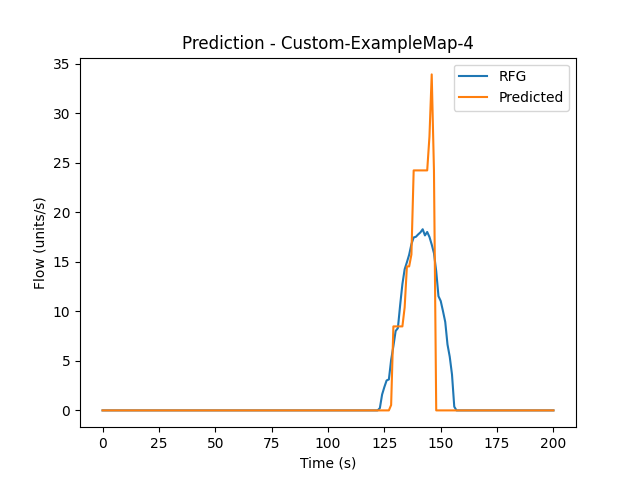 Prediction - Custom-ExampleMap-4
RFG
Predicted
Flow (units/s)
35
30
25
20
15
10
5
0
0 25 50 75 100 125 150 175 200
Time (s)